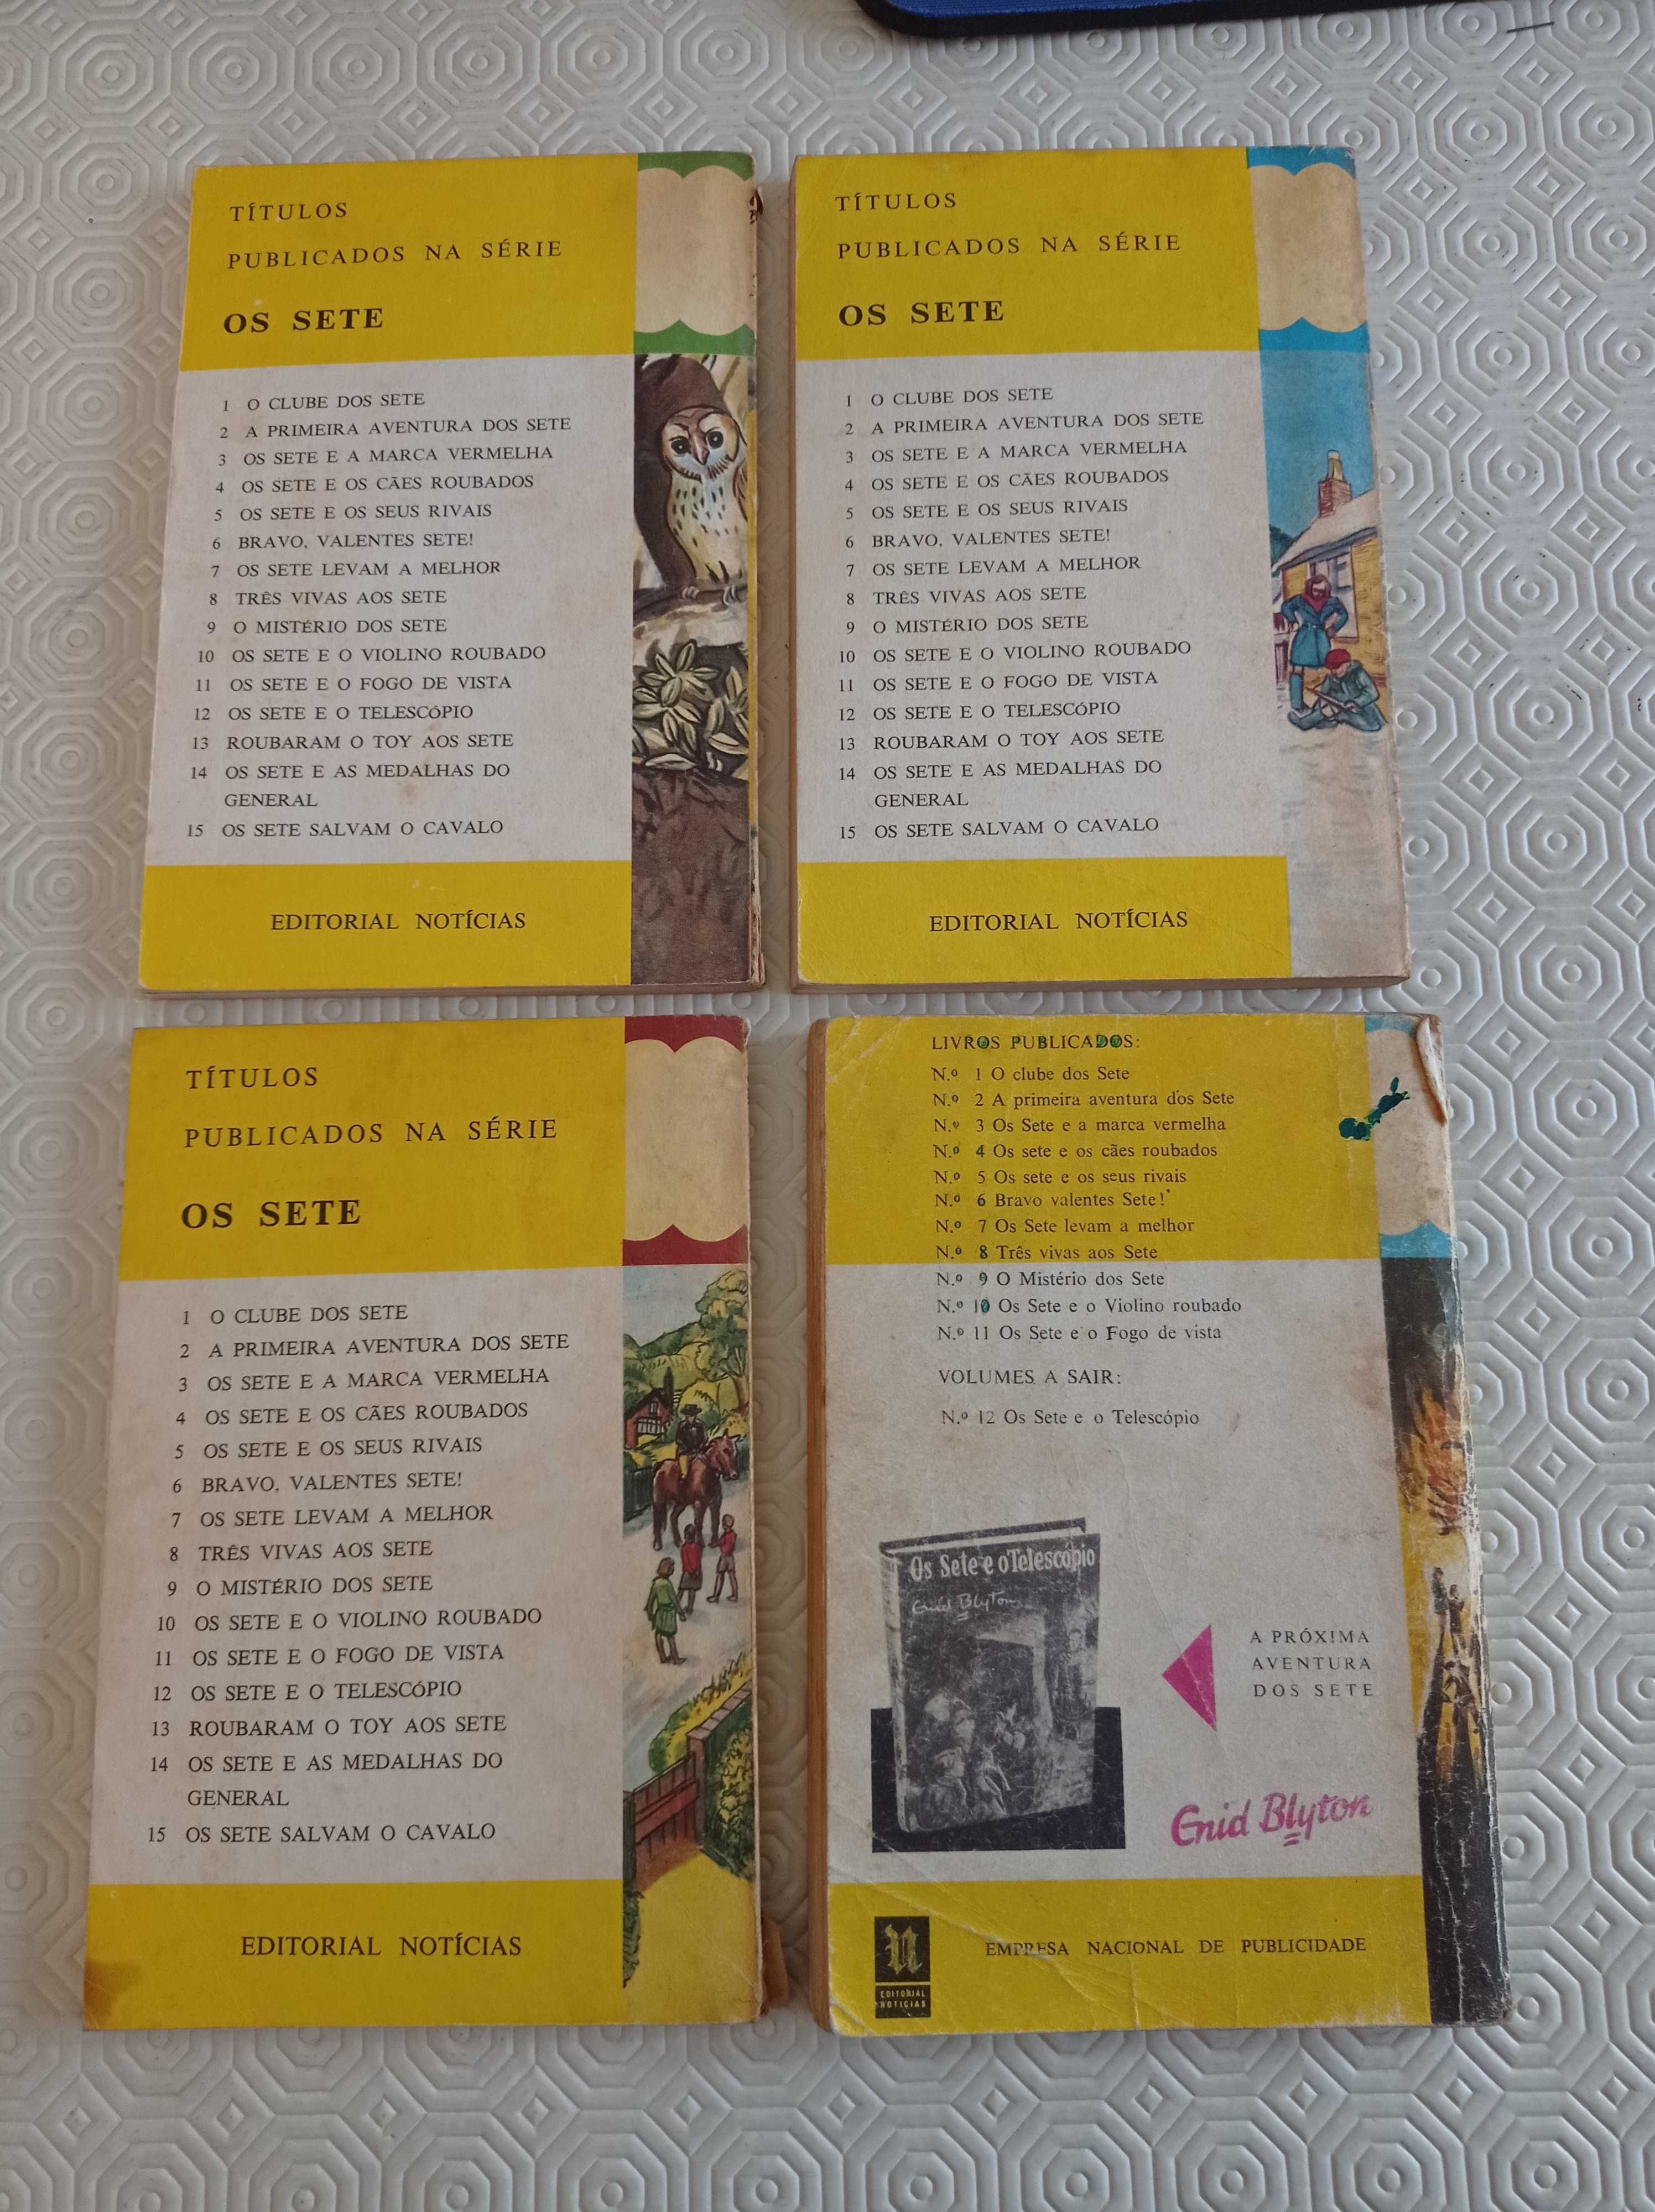 TÍTULOS
PUBLICADOS NA SÉRIE
OS SETE
1 O CLUBE DOS SETE
2 A PRIMEIRA AVENTURA DOS SETE
3 OS SETE E A MARCA VERMELHA
4 OS SETE E OS CÃES ROUBADOS
5 OS SETE E OS SEUS RIVAIS
6 BRAVO, VALENTES SETE!
7 OS SETE LEVAM A MELHOR
8 TRÊS VIVAS AOS SETE
9 O MISTÉRIO DOS SETE
10 OS SETE E O VIOLINO ROUBADO
11 OS SETE E O FOGO DE VISTA
12 OS SETE E O TELESCÓPIO
13 ROUBARAM O TOY AOS SETE
14 OS SETE E AS MEDALHAS DO
GENERAL
15 OS SETE SALVAM O CAVALO
EDITORIAL NOTÍCIAS
TÍTULOS
PUBLICADOS NA SÉRIE
OS SETE
1 O CLUBE DOS SETE
2 A PRIMEIRA AVENTURA DOS SETE
3 OS SETE E A MARCA VERMELHA
4 OS SETE E OS CÃES ROUBADOS
5 OS SETE E OS SEUS RIVAIS
6 BRAVO, VALENTES SETE!
7 OS SETE LEVAM A MELHOR
8 TRÊS VIVAS AOS SETE
9 O MISTÉRIO DOS SETE
10 OS SETE E O VIOLINO ROUBADO
11 OS SETE E O FOGO DE VISTA
12 OS SETE E O TELESCÓPIO
13 ROUBARAM O TOY AOS SETE
14 OS SETE E AS MEDALHAS DO
GENERAL
15 OS SETE SALVAM O CAVALO
EDITORIAL NOTÍCIAS
TÍTULOS
PUBLICADOS NA SÉRIE
OS SETE
1 O CLUBE DOS SETE
2 A PRIMEIRA AVENTURA DOS SETE
3 OS SETE E A MARCA VERMELHA
4 OS SETE E OS CÃES ROUBADOS
5 OS SETE E OS SEUS RIVAIS
6 BRAVO, VALENTES SETE!
7 OS SETE LEVAM A MELHOR
8 TRÊS VIVAS AOS SETE
9 O MISTÉRIO DOS SETE
10 OS SETE E O VIOLINO ROUBADO
11 OS SETE E O FOGO DE VISTA
12 OS SETE E O TELESCÓPIO
13 ROUBARAM O TOY AOS SETE
14 OS SETE E AS MEDALHAS DO
GENERAL
15 OS SETE SALVAM O CAVALO
EDITORIAL NOTÍCIAS
LIVROS PUBLICADOS:
N.º 1 O clube dos Sete
N.º 2 A primeira aventura dos Sete
N.º 3 Os Sete e a marca vermelha
N.º 4 Os sete e os cães roubados
N.º 5 Os sete e os seus rivais
N.º 6 Bravo valentes Sete!
N.º 7 Os Sete levam a melhor
N.º 8 Três vivas aos Sete
N.º 9 O Mistério dos Sete
N.º 10 Os Sete e o Violino roubado
N.º 11 Os Sete e o Fogo de vista
VOLUMES A SAIR:
N.º 12 Os Sete e o Telescópio
Os Sete e o Telescópio
Enid Blyton
A PRÓXIMA
AVENTURA
DOS SETE
Enid Blyton
N
EDITORIAL
NOTICIAS
EMPRESA NACIONAL DE PUBLICIDADE